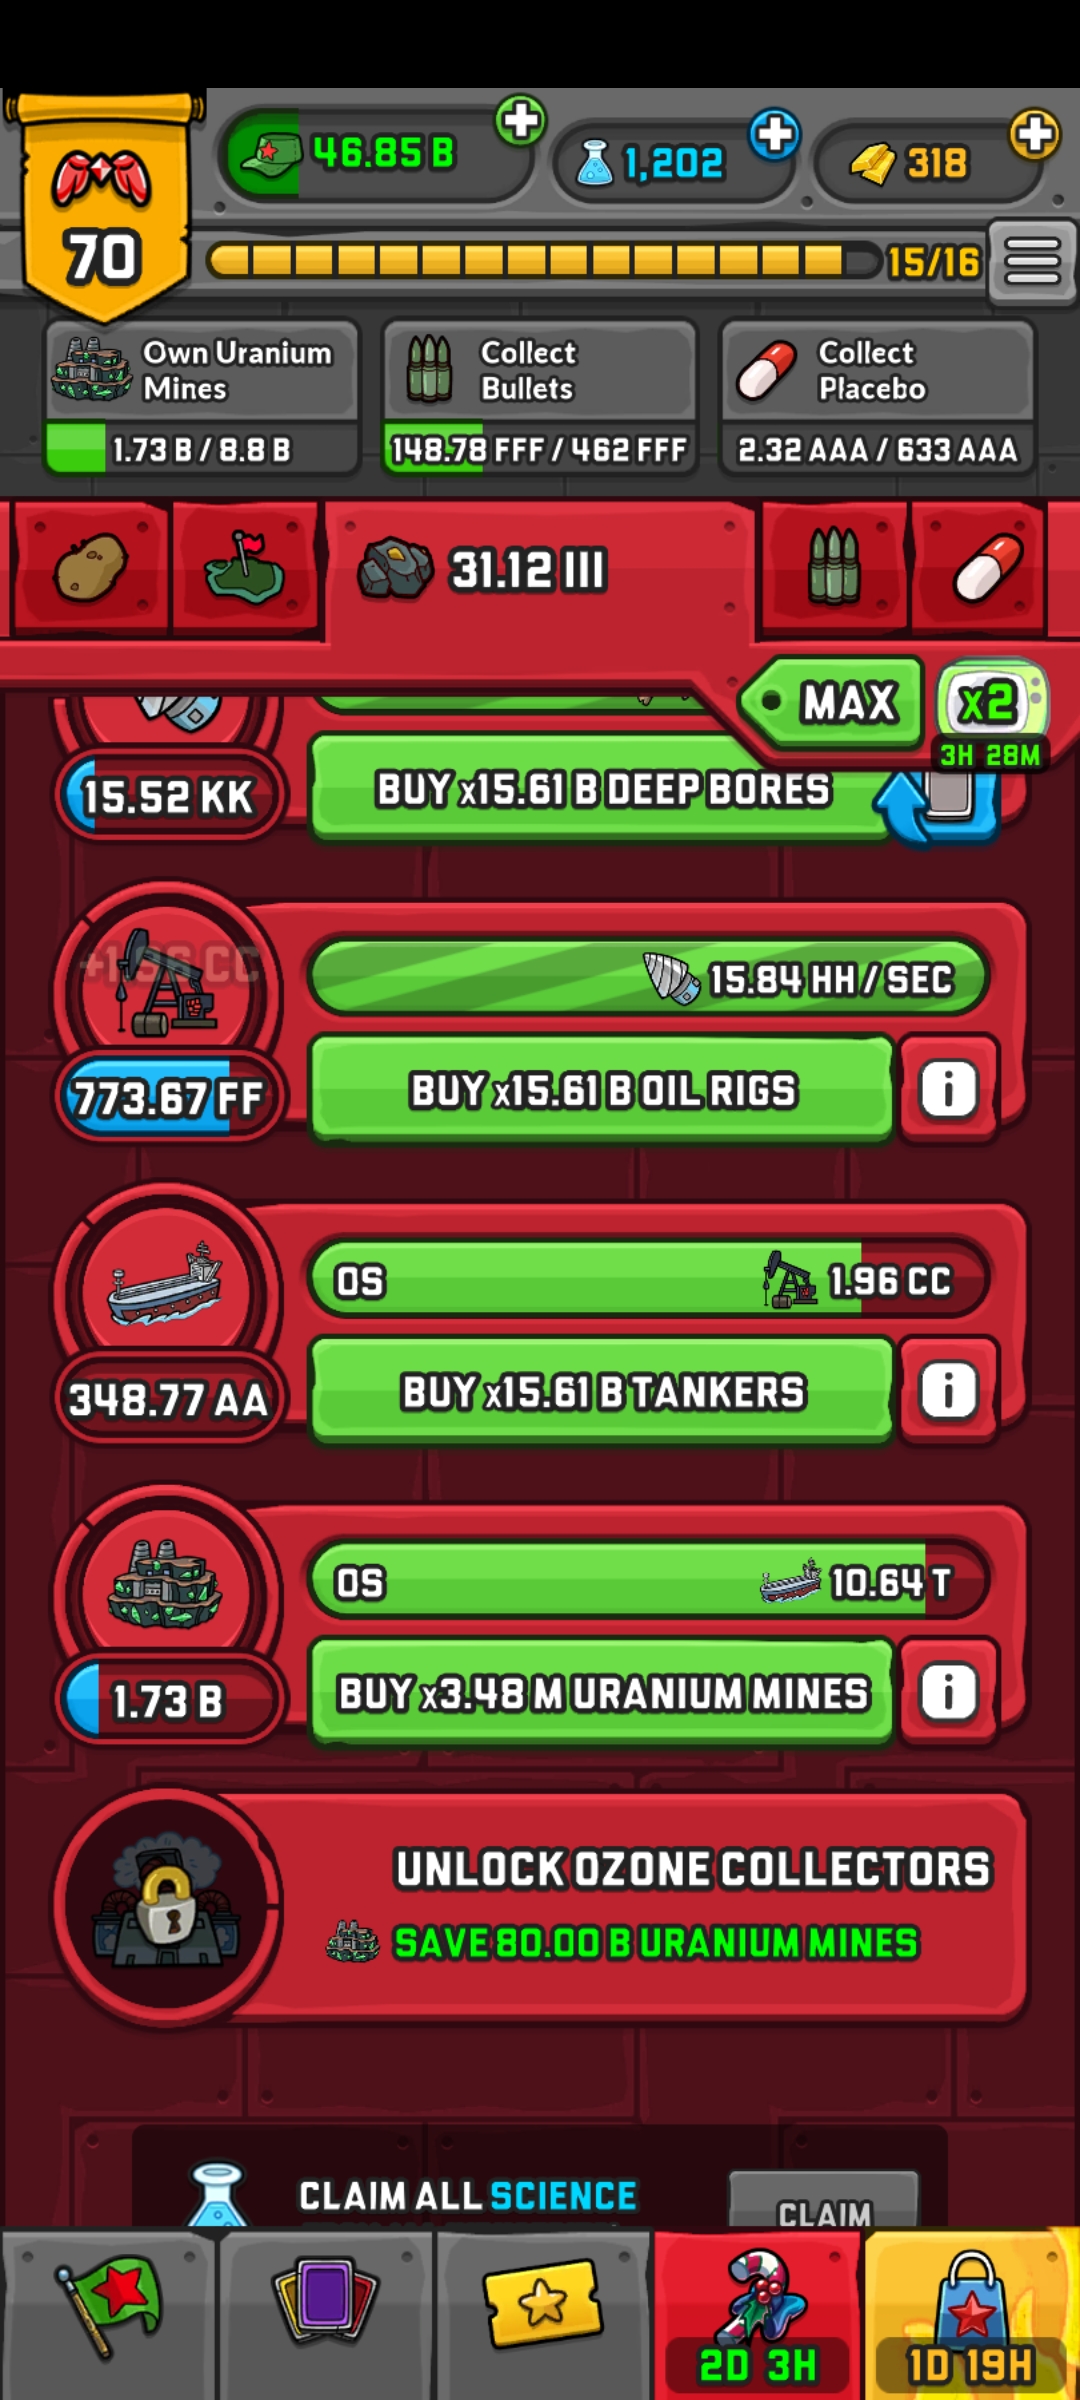 70
46.85 B
1,202
318
15/16
Own Uranium Mines
1.73 B / 8.8 B
Collect Bullets
148.78 FFF / 462 FFF
Collect Placebo
2.32 AAA / 633 AAA
31.12 III
MAX
x2
3H 28M
15.52 KK
BUY x15.61 B DEEP BORES
+1.96 CC
15.84 HH / SEC
773.67 FF
BUY x15.61 B OIL RIGS
i
0S
1.96 CC
348.77 AA
BUY x15.61 B TANKERS
i
0S
10.64 T
1.73 B
BUY x3.48 M URANIUM MINES
i
UNLOCK OZONE COLLECTORS
SAVE 80.00 B URANIUM MINES
CLAIM ALL SCIENCE
CLAIM
2D 3H
1D 19H